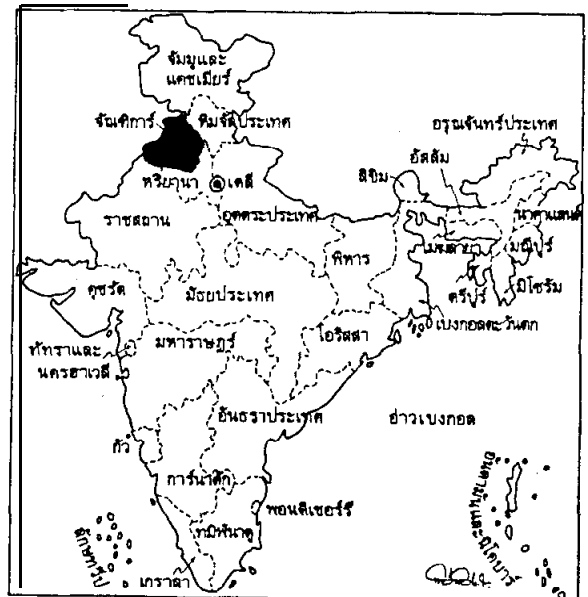 จัมมูและ
แคชเมียร์
จัณฑิการ์
หิมจัลประเทศ
อรุณจันทร์ประเทศ
อัสสัม
สิขิม
หริยานา
เดลี
ราชสถาน
อุตตระประเทศ
นาคาแลนด์
พิหาร
เมฆาลายา
มณีปุร์
คุชรัต
มัธยประเทศ
ตรีปุร์
มิโซรัม
เบงกอลตะวันตก
โอริสสา
ทัทราและ
นครฮาเวลี
มหาราษฎร์
อันธราประเทศ
อ่าวเบงกอล
กัว
การ์นาตัก
พอนดิเชอร์รี
ทมิฬนาดู
ลักษทวีป
เกราลา